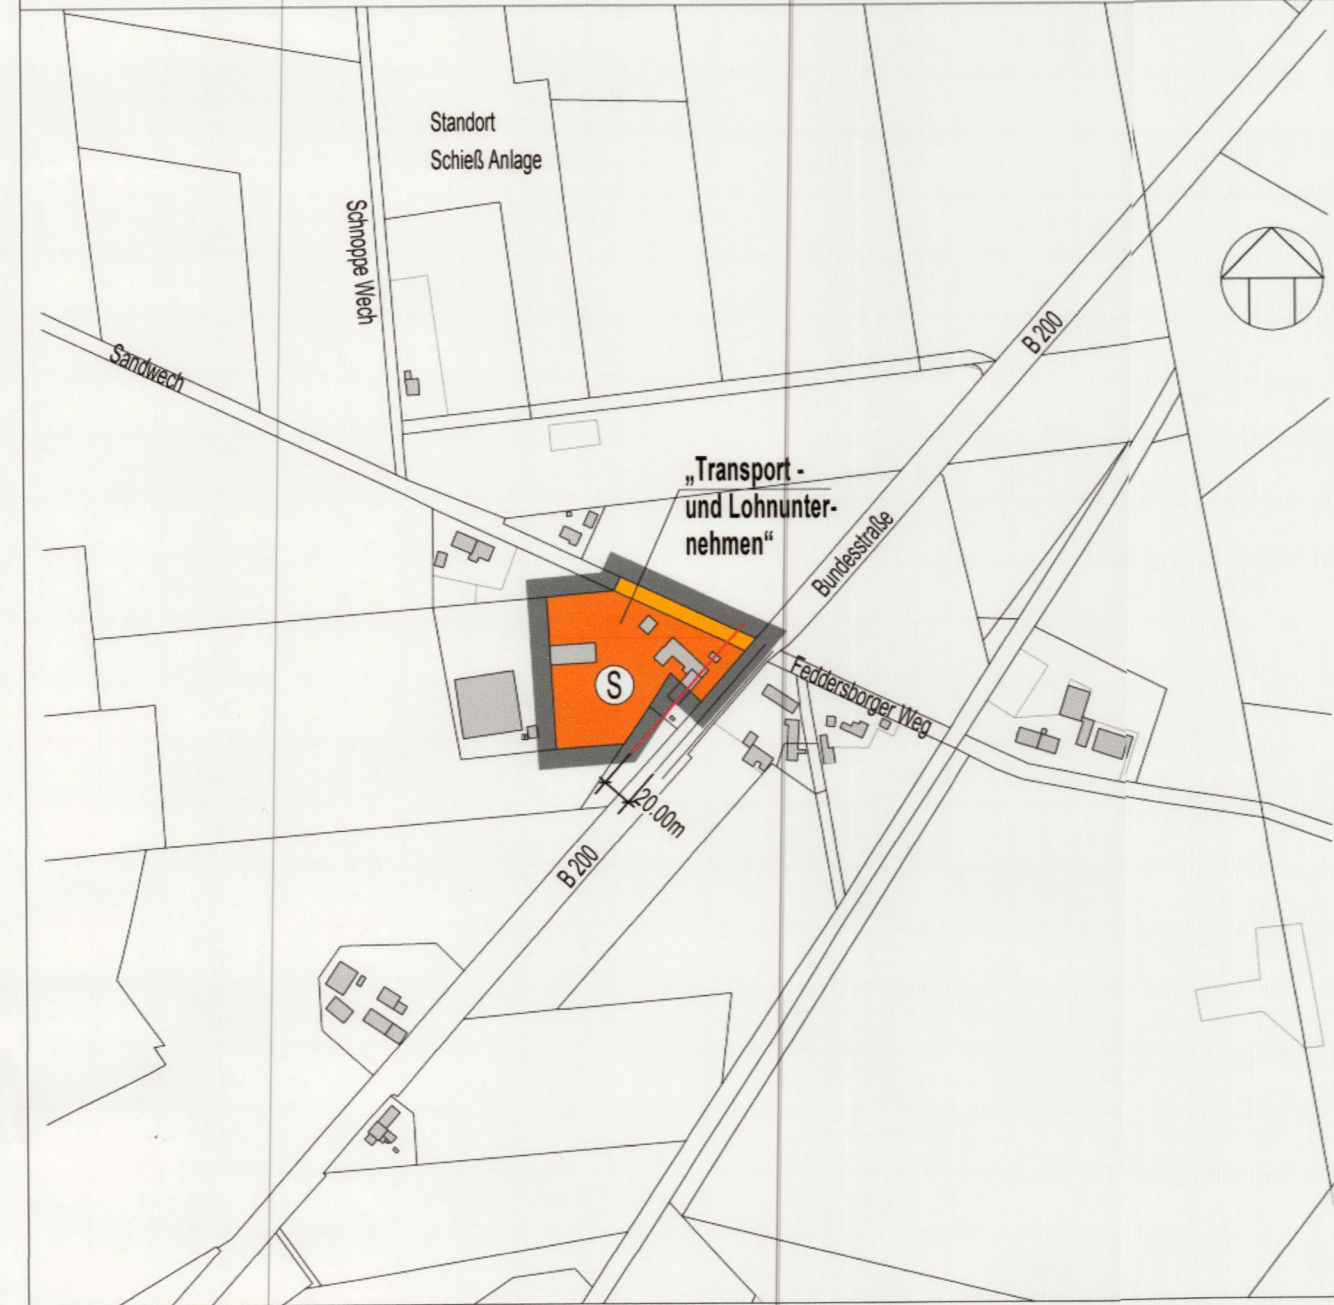 Standort
Schieß Anlage
Schnoppe Wech
Sandwech
B 200
„Transport -
und Lohnunter-
nehmen“
Bundesstraße
S
Feddersborger Weg
20.00m
B 200